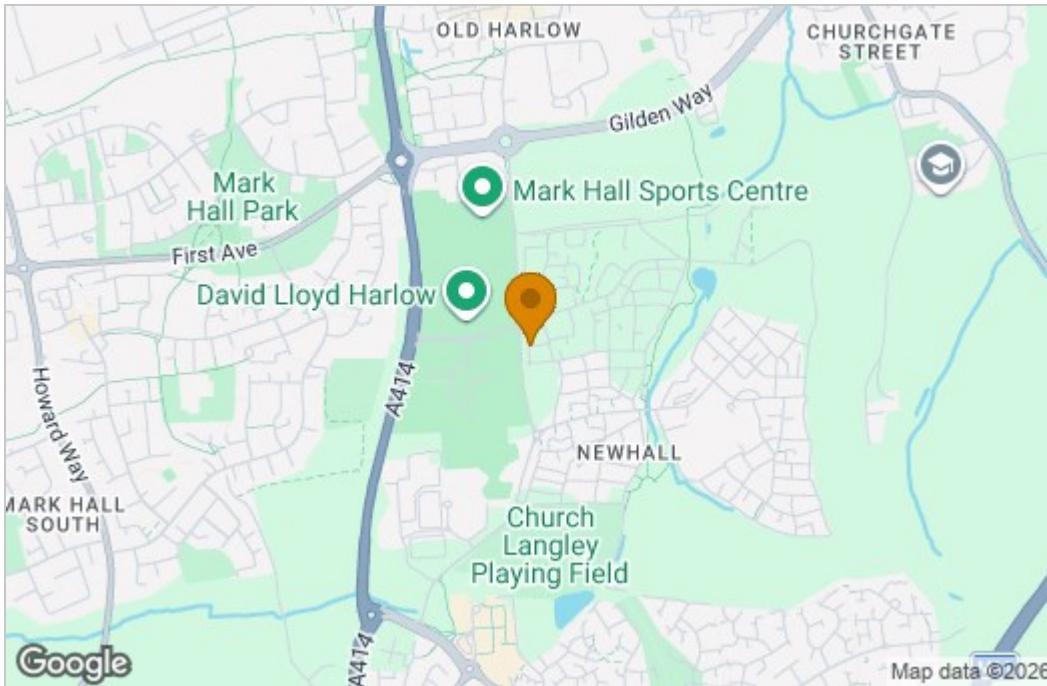 OLD HARLOW
CHURCHGATE
STREET
Gilden Way
Mark
Hall Park
Mark Hall Sports Centre
First Ave
David Lloyd Harlow
A414
Howard Way
NEWHALL
MARK HALL
SOUTH
Church
Langley
Playing Field
A414
Google
Map data ©2026